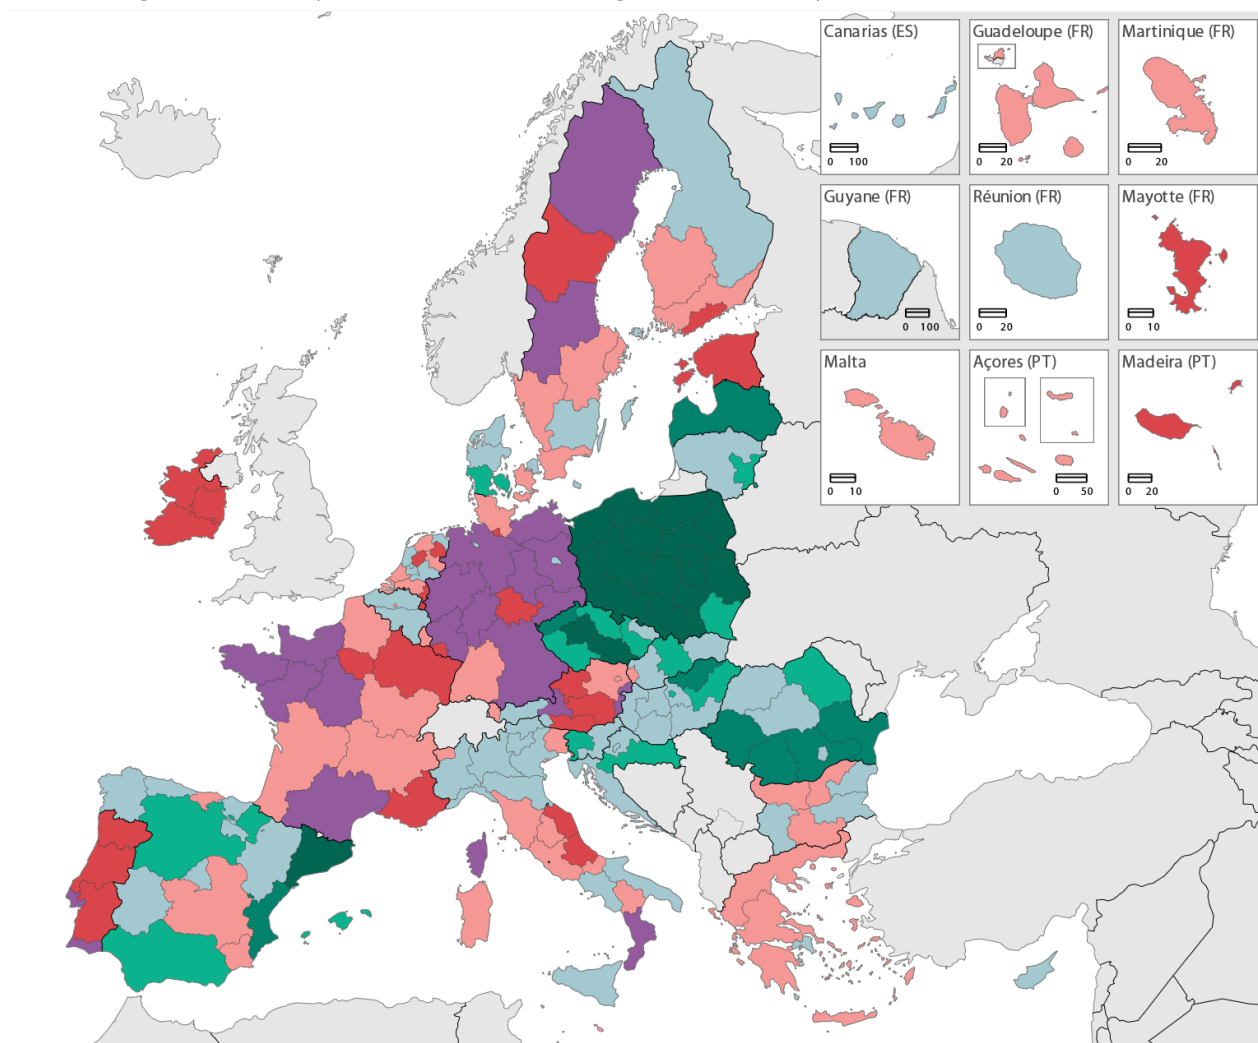 Canarias (ES)
0 100
Guadeloupe (FR)
0 20
Martinique (FR)
0 20
Guyane (FR)
0 100
Réunion (FR)
0 20
Mayotte (FR)
0 10
Malta
0 10
Açores (PT)
0 50
Madeira (PT)
0 20